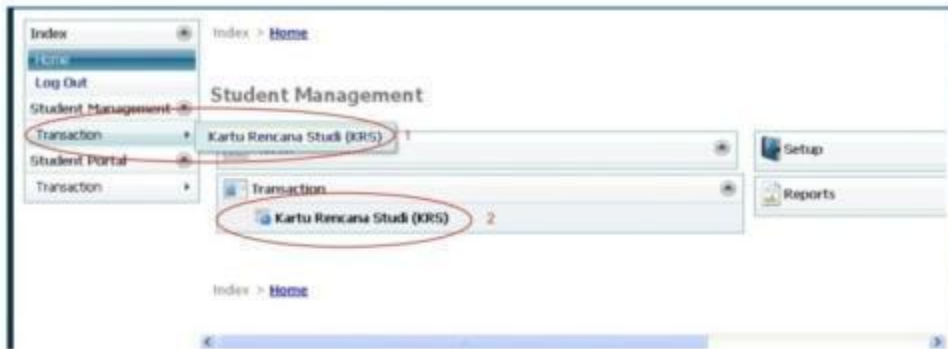 Index
Home
Log Out
Student Management
Transaction
Student Portal
Transaction
Index > Home
Student Management
Kartu Rencana Studi (KRS) 1
Setup
Transaction
Reports
Kartu Rencana Studi (KRS) 2
Index > Home